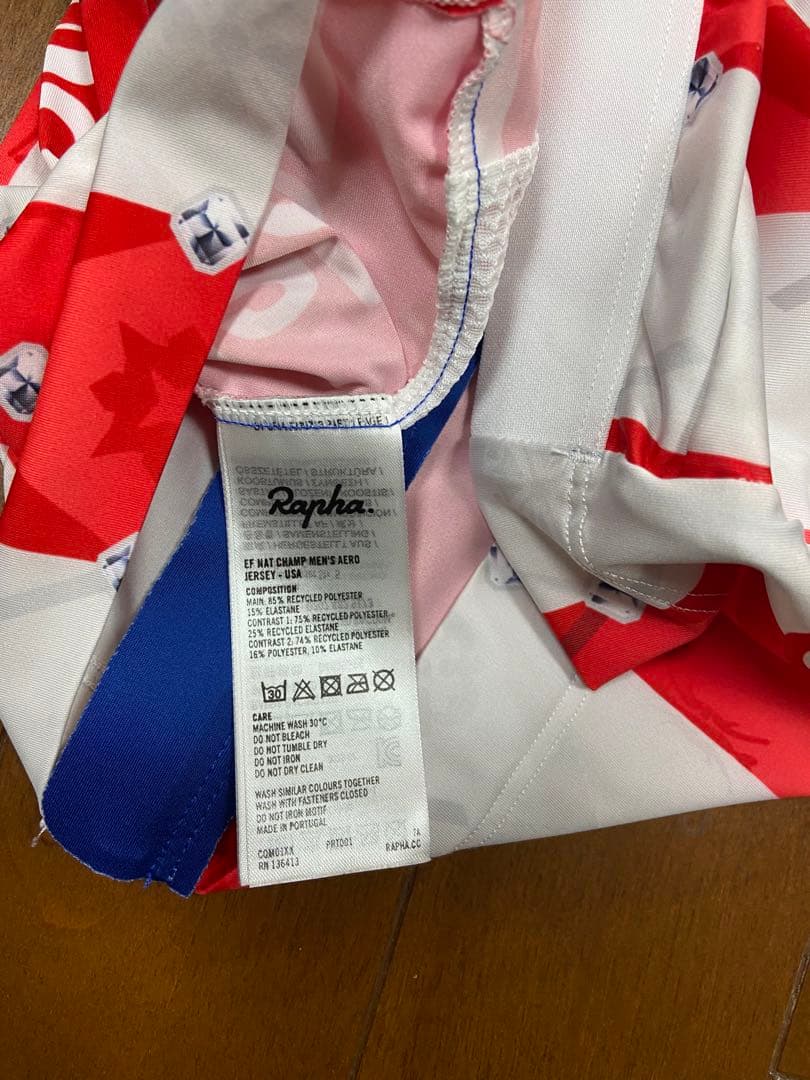 Rapha.
EF NAT CHAMP MEN'S AERO
JERSEY - USA
COMPOSITION
MAIN: 85% RECYCLED POLYESTER
15% ELASTANE
CONTRAST 1: 75% RECYCLED POLYESTER
25% RECYCLED ELASTANE
CONTRAST 2: 74% RECYCLED POLYESTER
16% POLYESTER, 10% ELASTANE
30
CARE
MACHINE WASH 30°C
DO NOT BLEACH
DO NOT TUMBLE DRY
DO NOT IRON
DO NOT DRY CLEAN
WASH SIMILAR COLOURS TOGETHER
WASH WITH FASTENERS CLOSED
DO NOT IRON MOTIF
MADE IN PORTUGAL
COM01XX PRT001 TA
RN 136413 RAPHA.CC